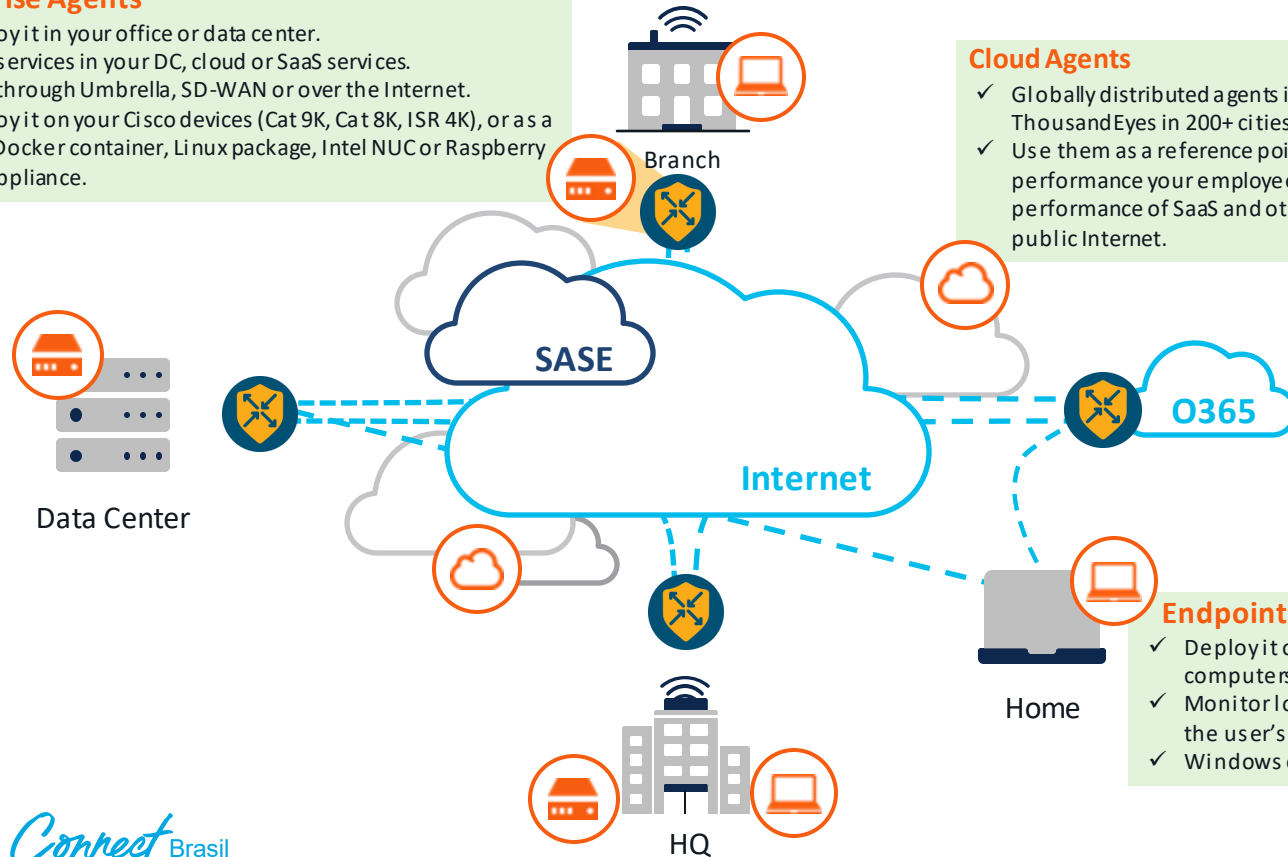 ise Agents
oy it in your office or data center.
services in your DC, cloud or SaaS services.
through Umbrella, SD-WAN or over the Internet.
oy it on your Cisco devices (Cat 9K, Cat 8K, ISR 4K), or as a
Docker container, Linux package, Intel NUC or Raspberry
ppliance.
Branch
Cloud Agents
✓ Globally distributed agents i
ThousandEyes in 200+ cities
✓ Use them as a reference poi
performance your employe
performance of SaaS and ot
public Internet.
SASE
O365
Internet
Data Center
Endpoint
✓ Deploy it o
computers
✓ Monitor lo
the user's
✓ Windows
Home
HQ
Connect Brasil